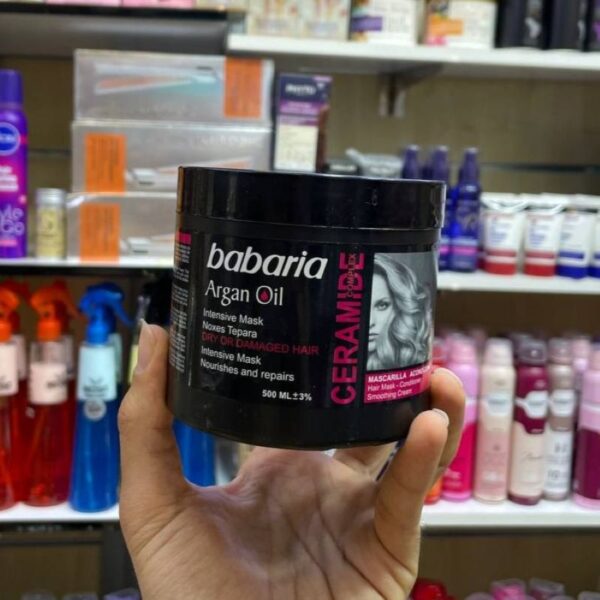 babaria
Argan Oil
Intensive Mask
Noxes Tepara
DRY OR DAMAGED HAIR
Intensive Mask
Nourishes and repairs
500 ML±3%
CERAMIDE
COMPLEX
MASCARILLA
Hair Mask - Conditioner
Smoothing Cream